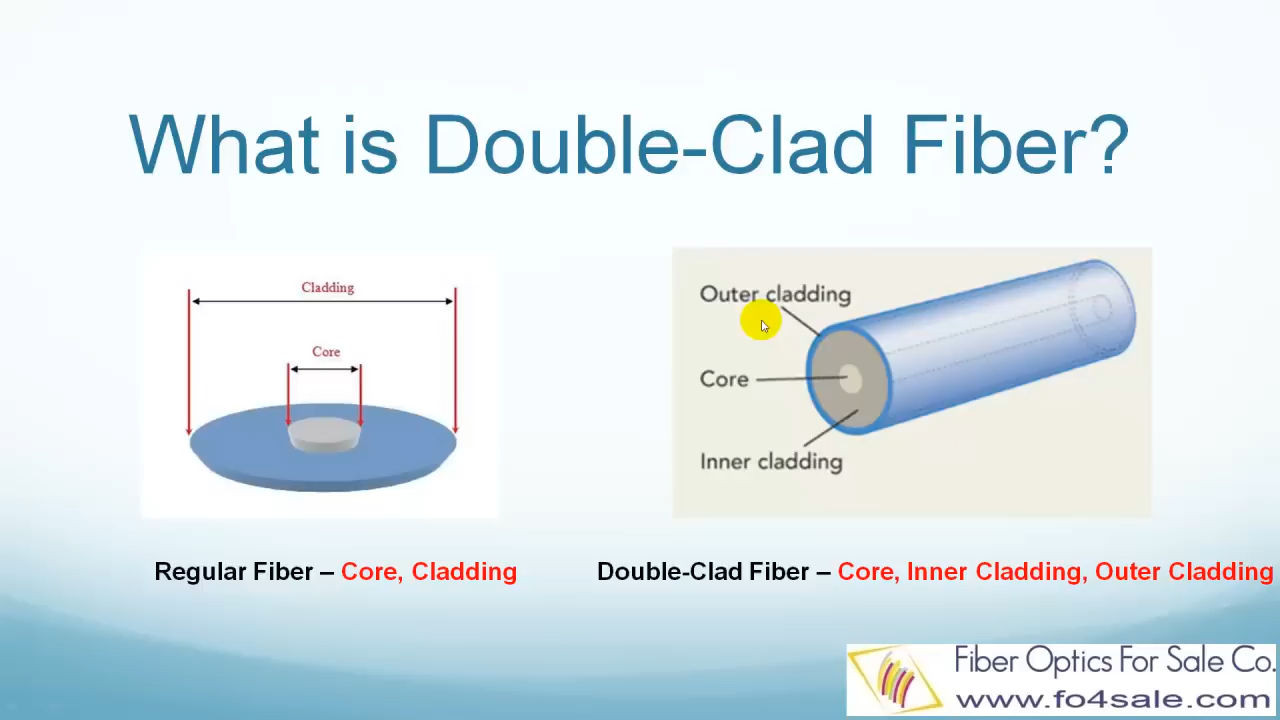 What is Double-Clad Fiber?
Cladding
Core
Outer cladding
Core
Inner cladding
Regular Fiber – Core, Cladding
Double-Clad Fiber – Core, Inner Cladding, Outer Cladding
Fiber Optics For Sale Co.
www.fo4sale.com